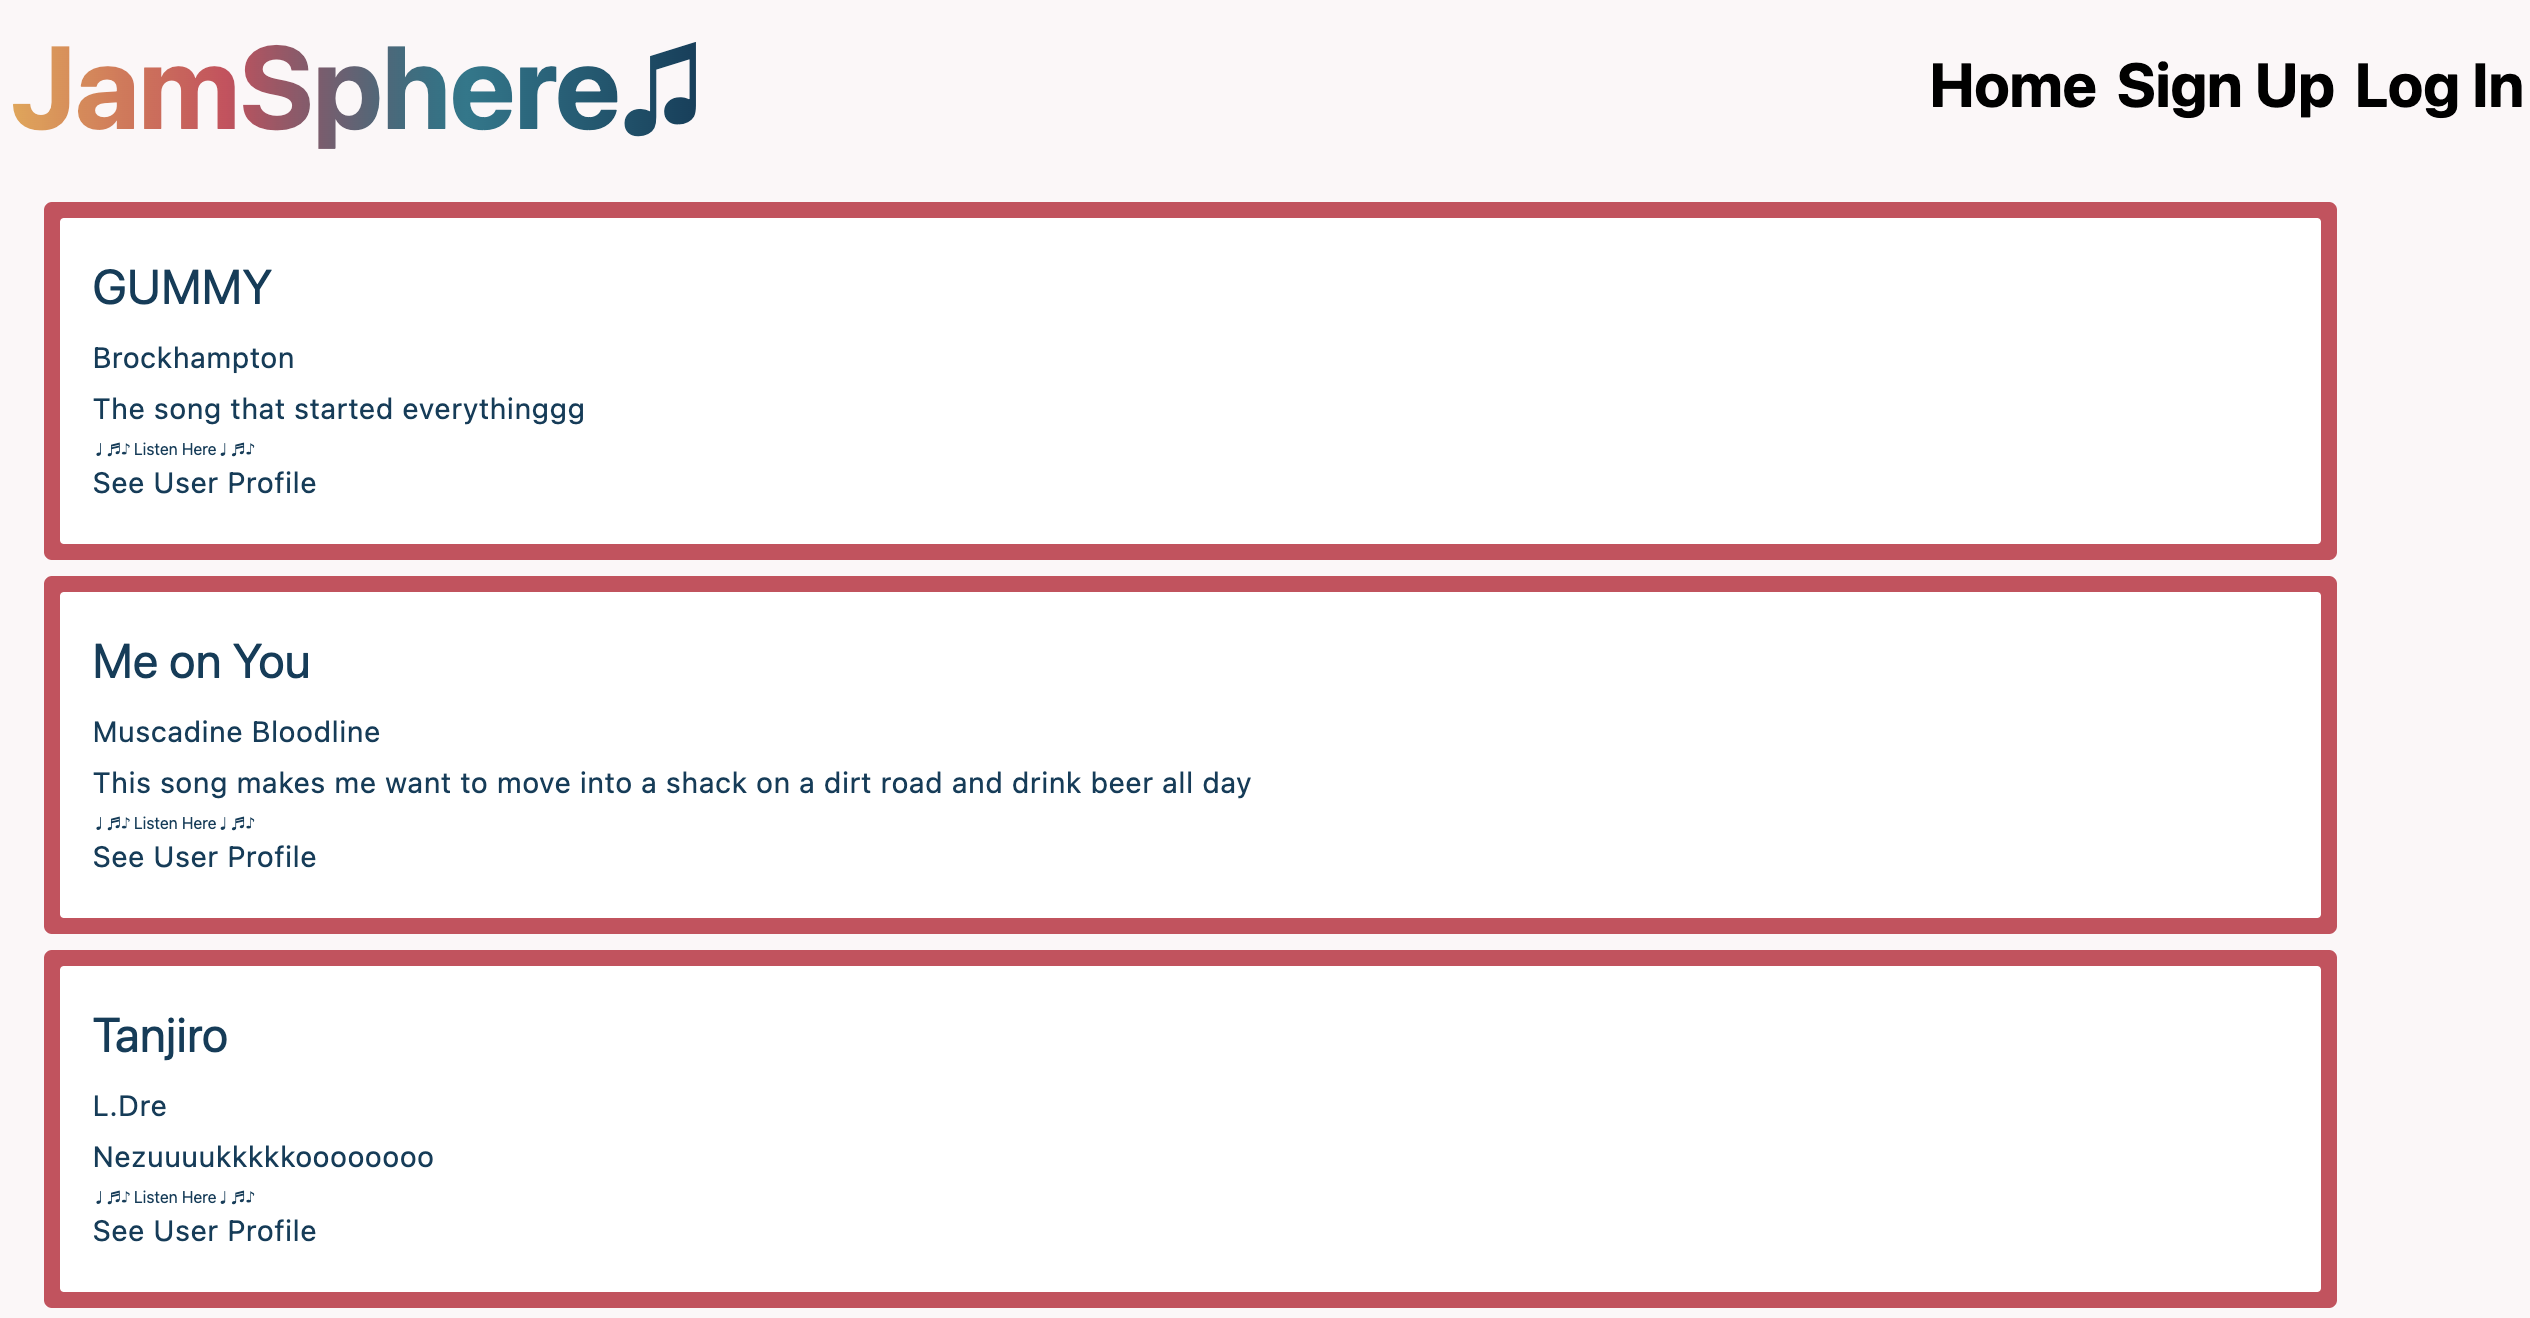 JamSphere♫
Home Sign Up Log In
GUMMY
Brockhampton
The song that started everythinggg
♩ ♬♪ Listen Here ♩ ♬♪
See User Profile
Me on You
Muscadine Bloodline
This song makes me want to move into a shack on a dirt road and drink beer all day
♩ ♬♪ Listen Here ♩ ♬♪
See User Profile
Tanjiro
L.Dre
Nezuuuukkkkkoooooooo
♩ ♬♪ Listen Here ♩ ♬♪
See User Profile